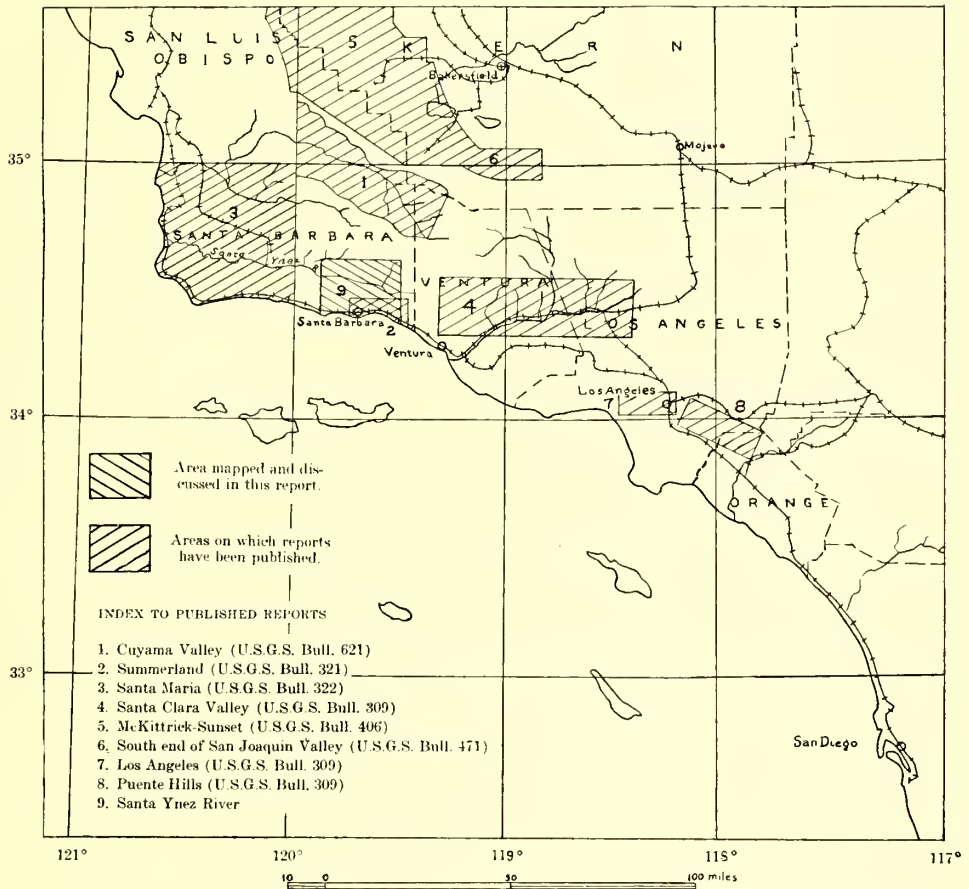 SAN LUIS
OBISPO
5
K E R N
Bakersfield
Mojave
35°
6
1
3
SANTA BARBARA
Santa Ynez R.
9
VENTURA
4
Santa Barbara
2
LOS ANGELES
Ventura
Los Angeles
7
8
34°
Area mapped and dis-
cussed in this report.
ORANGE
Areas on which reports
have been published.
INDEX TO PUBLISHED REPORTS
1. Cuyama Valley (U.S.G.S. Bull. 621)
2. Summerland (U.S.G.S. Bull. 321)
3. Santa Maria (U.S.G.S. Bull. 322)
4. Santa Clara Valley (U.S.G.S. Bull. 309)
5. McKittrick-Sunset (U.S.G.S. Bull. 406)
6. South end of San Joaquin Valley (U.S.G.S. Bull. 471)
7. Los Angeles (U.S.G.S. Bull. 309)
8. Puente Hills (U.S.G.S. Bull. 309)
9. Santa Ynez River
33°
San Diego
121° 120° 119° 118° 117°
10 0 50 100 miles